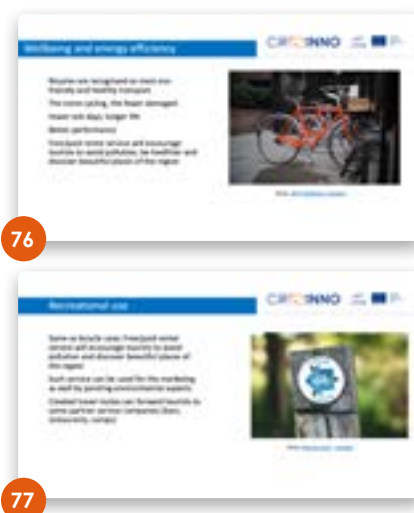 Wellbeing and energy efficiency
Bicycles are recognised as most eco-
friendly and healthy transport
The more cycling, the fewer damaged
Fewer sick days, longer life
Better performance
Free/paid rental service will encourage
tourists to avoid pollution, be healthier and
discover beautiful places of the region
76
Recreational use
Same as bicycle uses: Free/paid rental
service will encourage tourists to avoid
pollution and discover beautiful places of
the region
Such service can be used for the marketing
as well by pointing environmental aspects
Created travel routes can forward tourists to
some partner service companies (bars,
restaurants, camps)
77